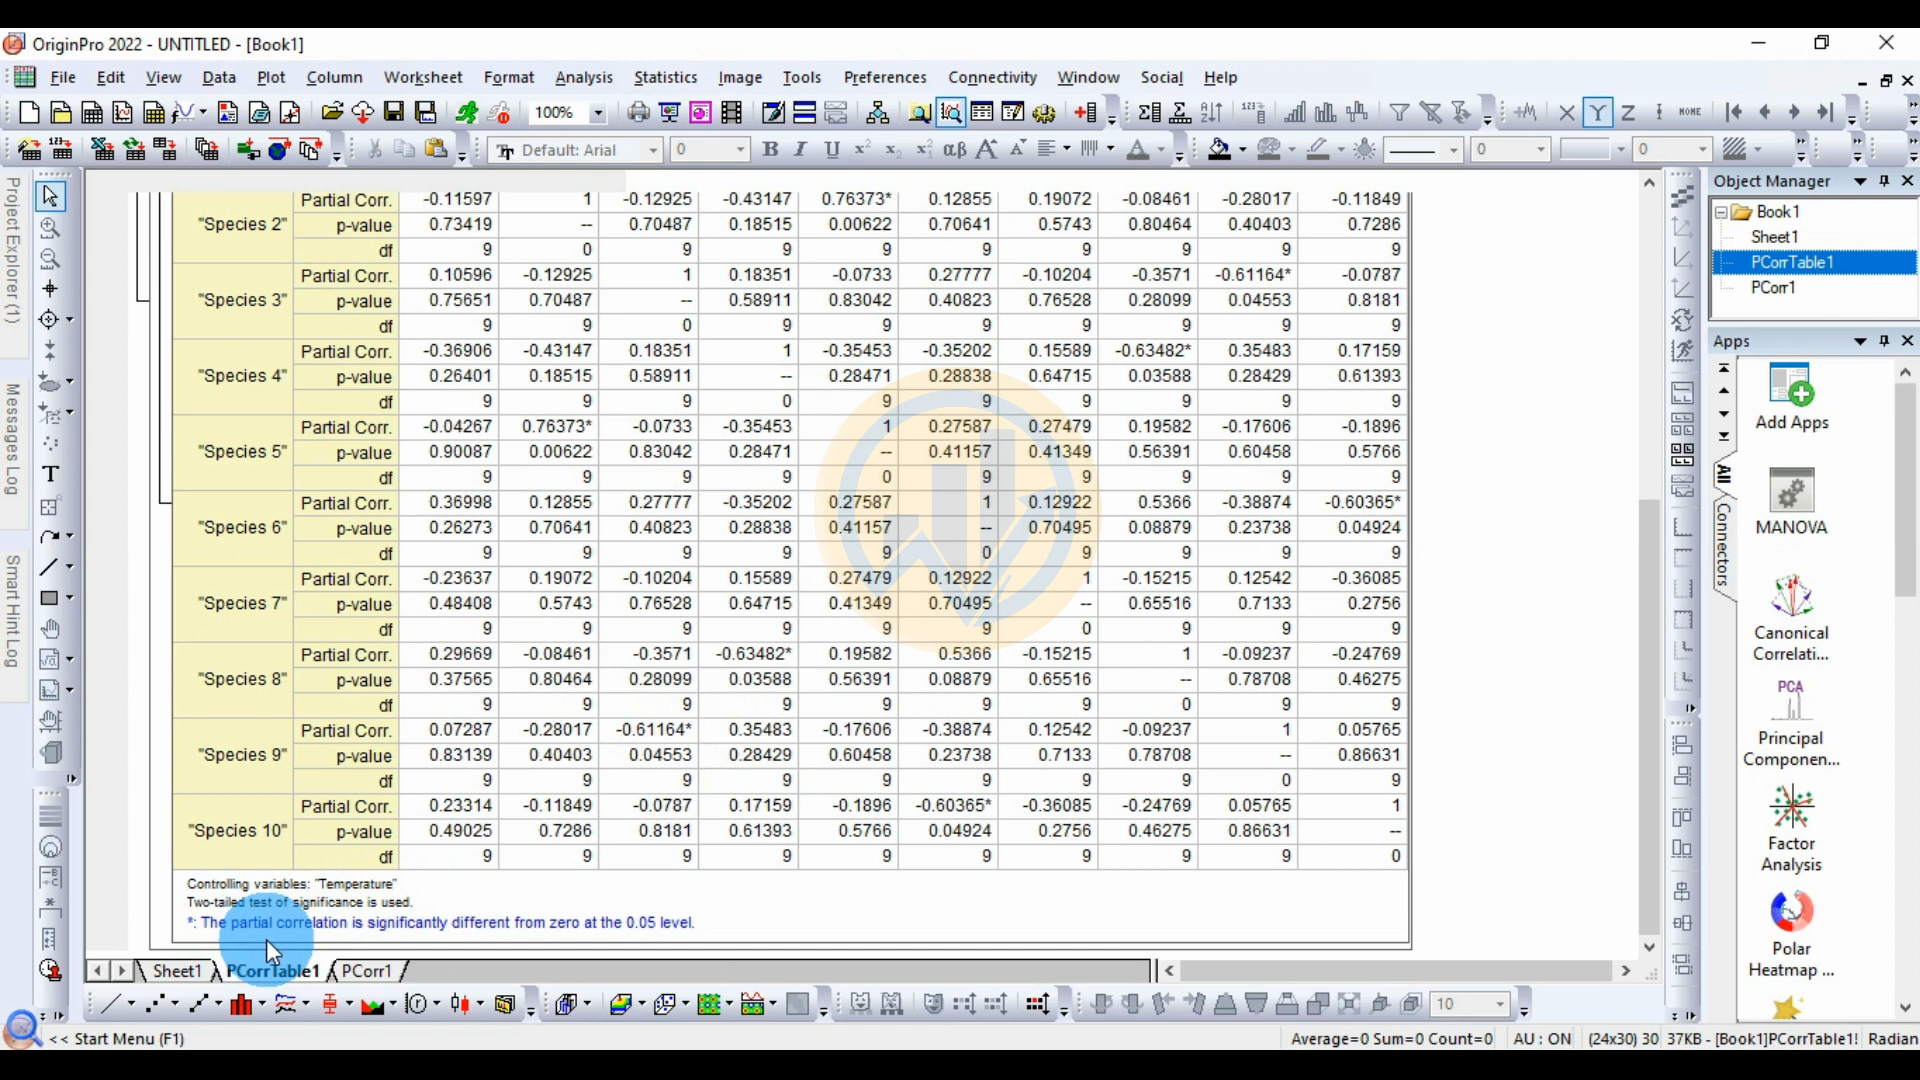 OriginPro 2022 - UNTITLED - [Book1]
File Edit View Data Plot Column Worksheet Format Analysis Statistics Image Tools Preferences Connectivity Window Social Help
100%
Default: Arial 0 B I U 0 0
Project Explorer (1)
Messages Log
Smart Hint Log
Partial Corr. -0.11597 1 -0.12925 -0.43147 0.76373* 0.12855 0.19072 -0.08461 -0.28017 -0.11849
"Species 2" p-value 0.73419 -- 0.70487 0.18515 0.00622 0.70641 0.5743 0.80464 0.40403 0.7286
df 9 0 9 9 9 9 9 9 9 9
Partial Corr. 0.10596 -0.12925 1 0.18351 -0.0733 0.27777 -0.10204 -0.3571 -0.61164* -0.0787
"Species 3" p-value 0.75651 0.70487 -- 0.58911 0.83042 0.40823 0.76528 0.28099 0.04553 0.8181
df 9 9 0 9 9 9 9 9 9 9
Partial Corr. -0.36906 -0.43147 0.18351 1 -0.35453 -0.35202 0.15589 -0.63482* 0.35483 0.17159
"Species 4" p-value 0.26401 0.18515 0.58911 -- 0.28471 0.28838 0.64715 0.03588 0.28429 0.61393
df 9 9 9 0 9 9 9 9 9 9
Partial Corr. -0.04267 0.76373* -0.0733 -0.35453 1 0.27587 0.27479 0.19582 -0.17606 -0.1896
"Species 5" p-value 0.90087 0.00622 0.83042 0.28471 -- 0.41157 0.41349 0.56391 0.60458 0.5766
df 9 9 9 9 0 9 9 9 9 9
Partial Corr. 0.36998 0.12855 0.27777 -0.35202 0.27587 1 0.12922 0.5366 -0.38874 -0.60365*
"Species 6" p-value 0.26273 0.70641 0.40823 0.28838 0.41157 -- 0.70495 0.08879 0.23738 0.04924
df 9 9 9 9 9 0 9 9 9 9
Partial Corr. -0.23637 0.19072 -0.10204 0.15589 0.27479 0.12922 1 -0.15215 0.12542 -0.36085
"Species 7" p-value 0.48408 0.5743 0.76528 0.64715 0.41349 0.70495 -- 0.65516 0.7133 0.2756
df 9 9 9 9 9 9 0 9 9 9
Partial Corr. 0.29669 -0.08461 -0.3571 -0.63482* 0.19582 0.5366 -0.15215 1 -0.09237 -0.24769
"Species 8" p-value 0.37565 0.80464 0.28099 0.03588 0.56391 0.08879 0.65516 -- 0.78708 0.46275
df 9 9 9 9 9 9 9 0 9 9
Partial Corr. 0.07287 -0.28017 -0.61164* 0.35483 -0.17606 -0.38874 0.12542 -0.09237 1 0.05765
"Species 9" p-value 0.83139 0.40403 0.04553 0.28429 0.60458 0.23738 0.7133 0.78708 -- 0.86631
df 9 9 9 9 9 9 9 9 0 9
Partial Corr. 0.23314 -0.11849 -0.0787 0.17159 -0.1896 -0.60365* -0.36085 -0.24769 0.05765 1
"Species 10" p-value 0.49025 0.7286 0.8181 0.61393 0.5766 0.04924 0.2756 0.46275 0.86631 --
df 9 9 9 9 9 9 9 9 9 0
Controlling variables: "Temperature"
Two-tailed test of significance is used.
*: The partial correlation is significantly different from zero at the 0.05 level.
Sheet1 PCorrTable1 PCorr1
10
Object Manager
Book1
Sheet1
PCorrTable1
PCorr1
Apps
All
Connectors
Add Apps
MANOVA
Canonical
Correlati...
PCA
Principal
Componen...
Factor
Analysis
Polar
Heatmap ...
<< Start Menu (F1) Average=0 Sum=0 Count=0 AU : ON (24x30) 30 37KB - [Book1]PCorrTable1! Radian